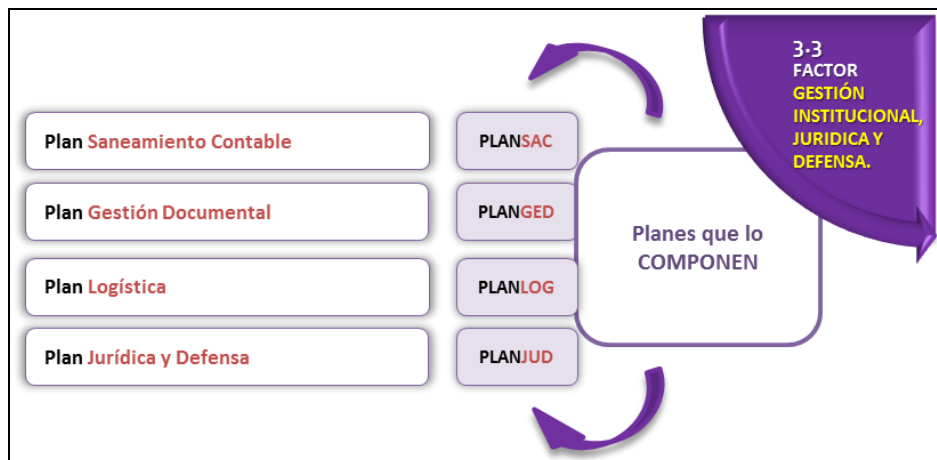 3.3
FACTOR
GESTIÓN
INSTITUCIONAL,
JURIDICA Y
DEFENSA.
Planes que lo
COMPONEN
Plan Saneamiento Contable
PLANSAC
Plan Gestión Documental
PLANGED
Plan Logística
PLANLOG
Plan Jurídica y Defensa
PLANJUD